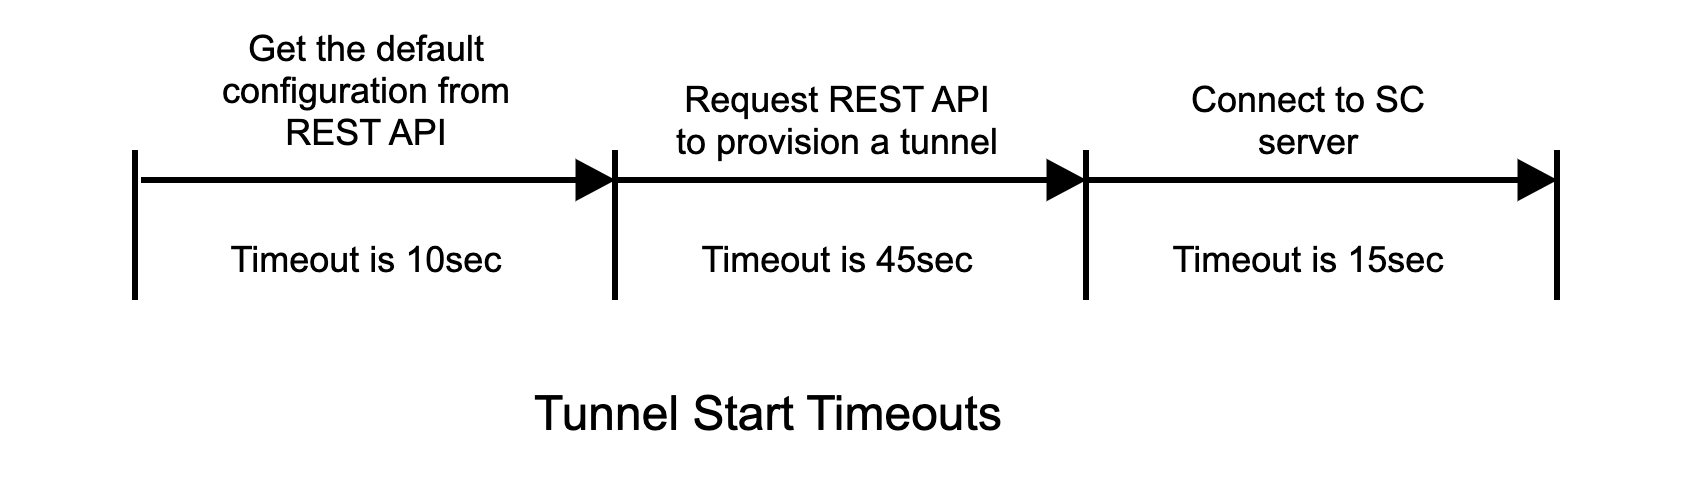 Get the default
configuration from
REST API
Request REST API
to provision a tunnel
Connect to SC
server
Timeout is 10sec
Timeout is 45sec
Timeout is 15sec
Tunnel Start Timeouts